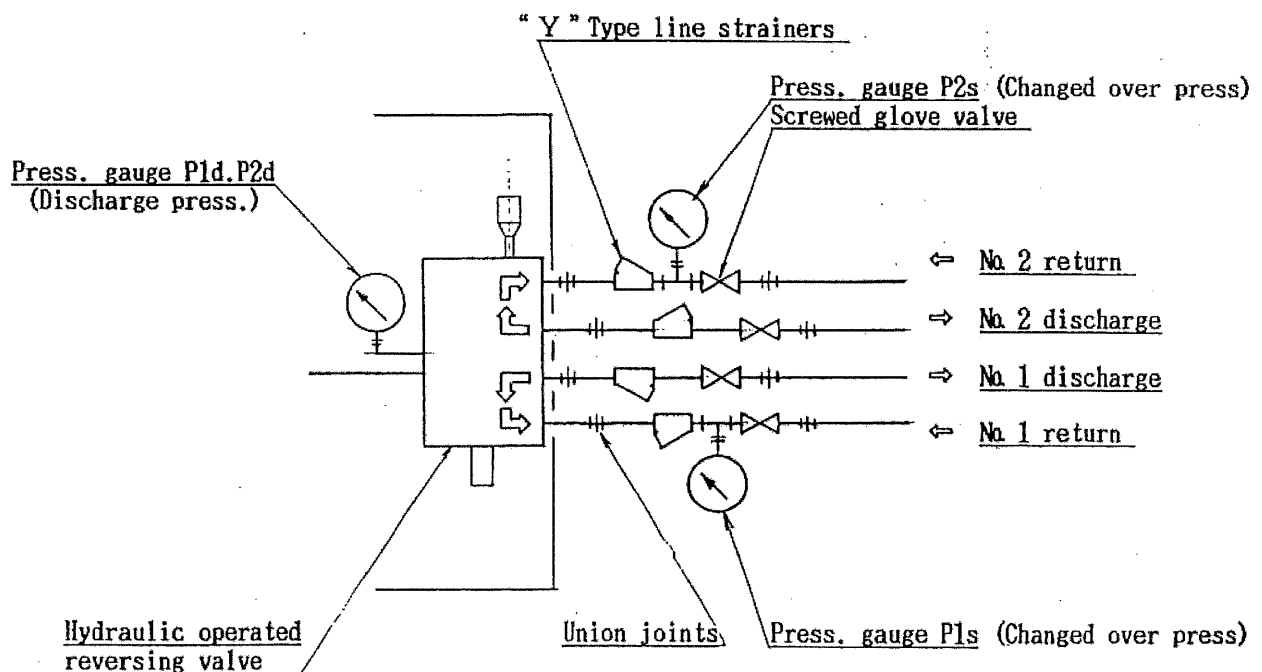 “ Y ” Type line strainers
Press. gauge P2s (Changed over press)
Screwed glove valve
Press. gauge P1d.P2d
(Discharge press.)
⇦ No. 2 return
⇨ No. 2 discharge
⇨ No. 1 discharge
⇦ No. 1 return
Hydraulic operated
reversing valve
Union joints
Press. gauge P1s (Changed over press)